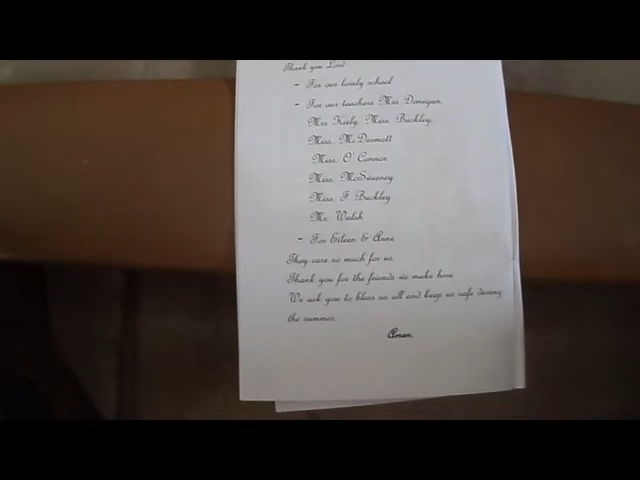 Thank you Lord
- For our lovely school
- For our teachers Mrs Donegan,
Mrs Kiely, Miss. Buckley,
Miss. Mc Dermott
Miss. O' Connor
Miss. McSweeney
Miss. F Buckley
Mr. Walsh
- For Eileen & Anne
They care so much for us.
Thank you for the friends we make here
We ask you to bless us all and keep us safe during
the summer.
Amen.